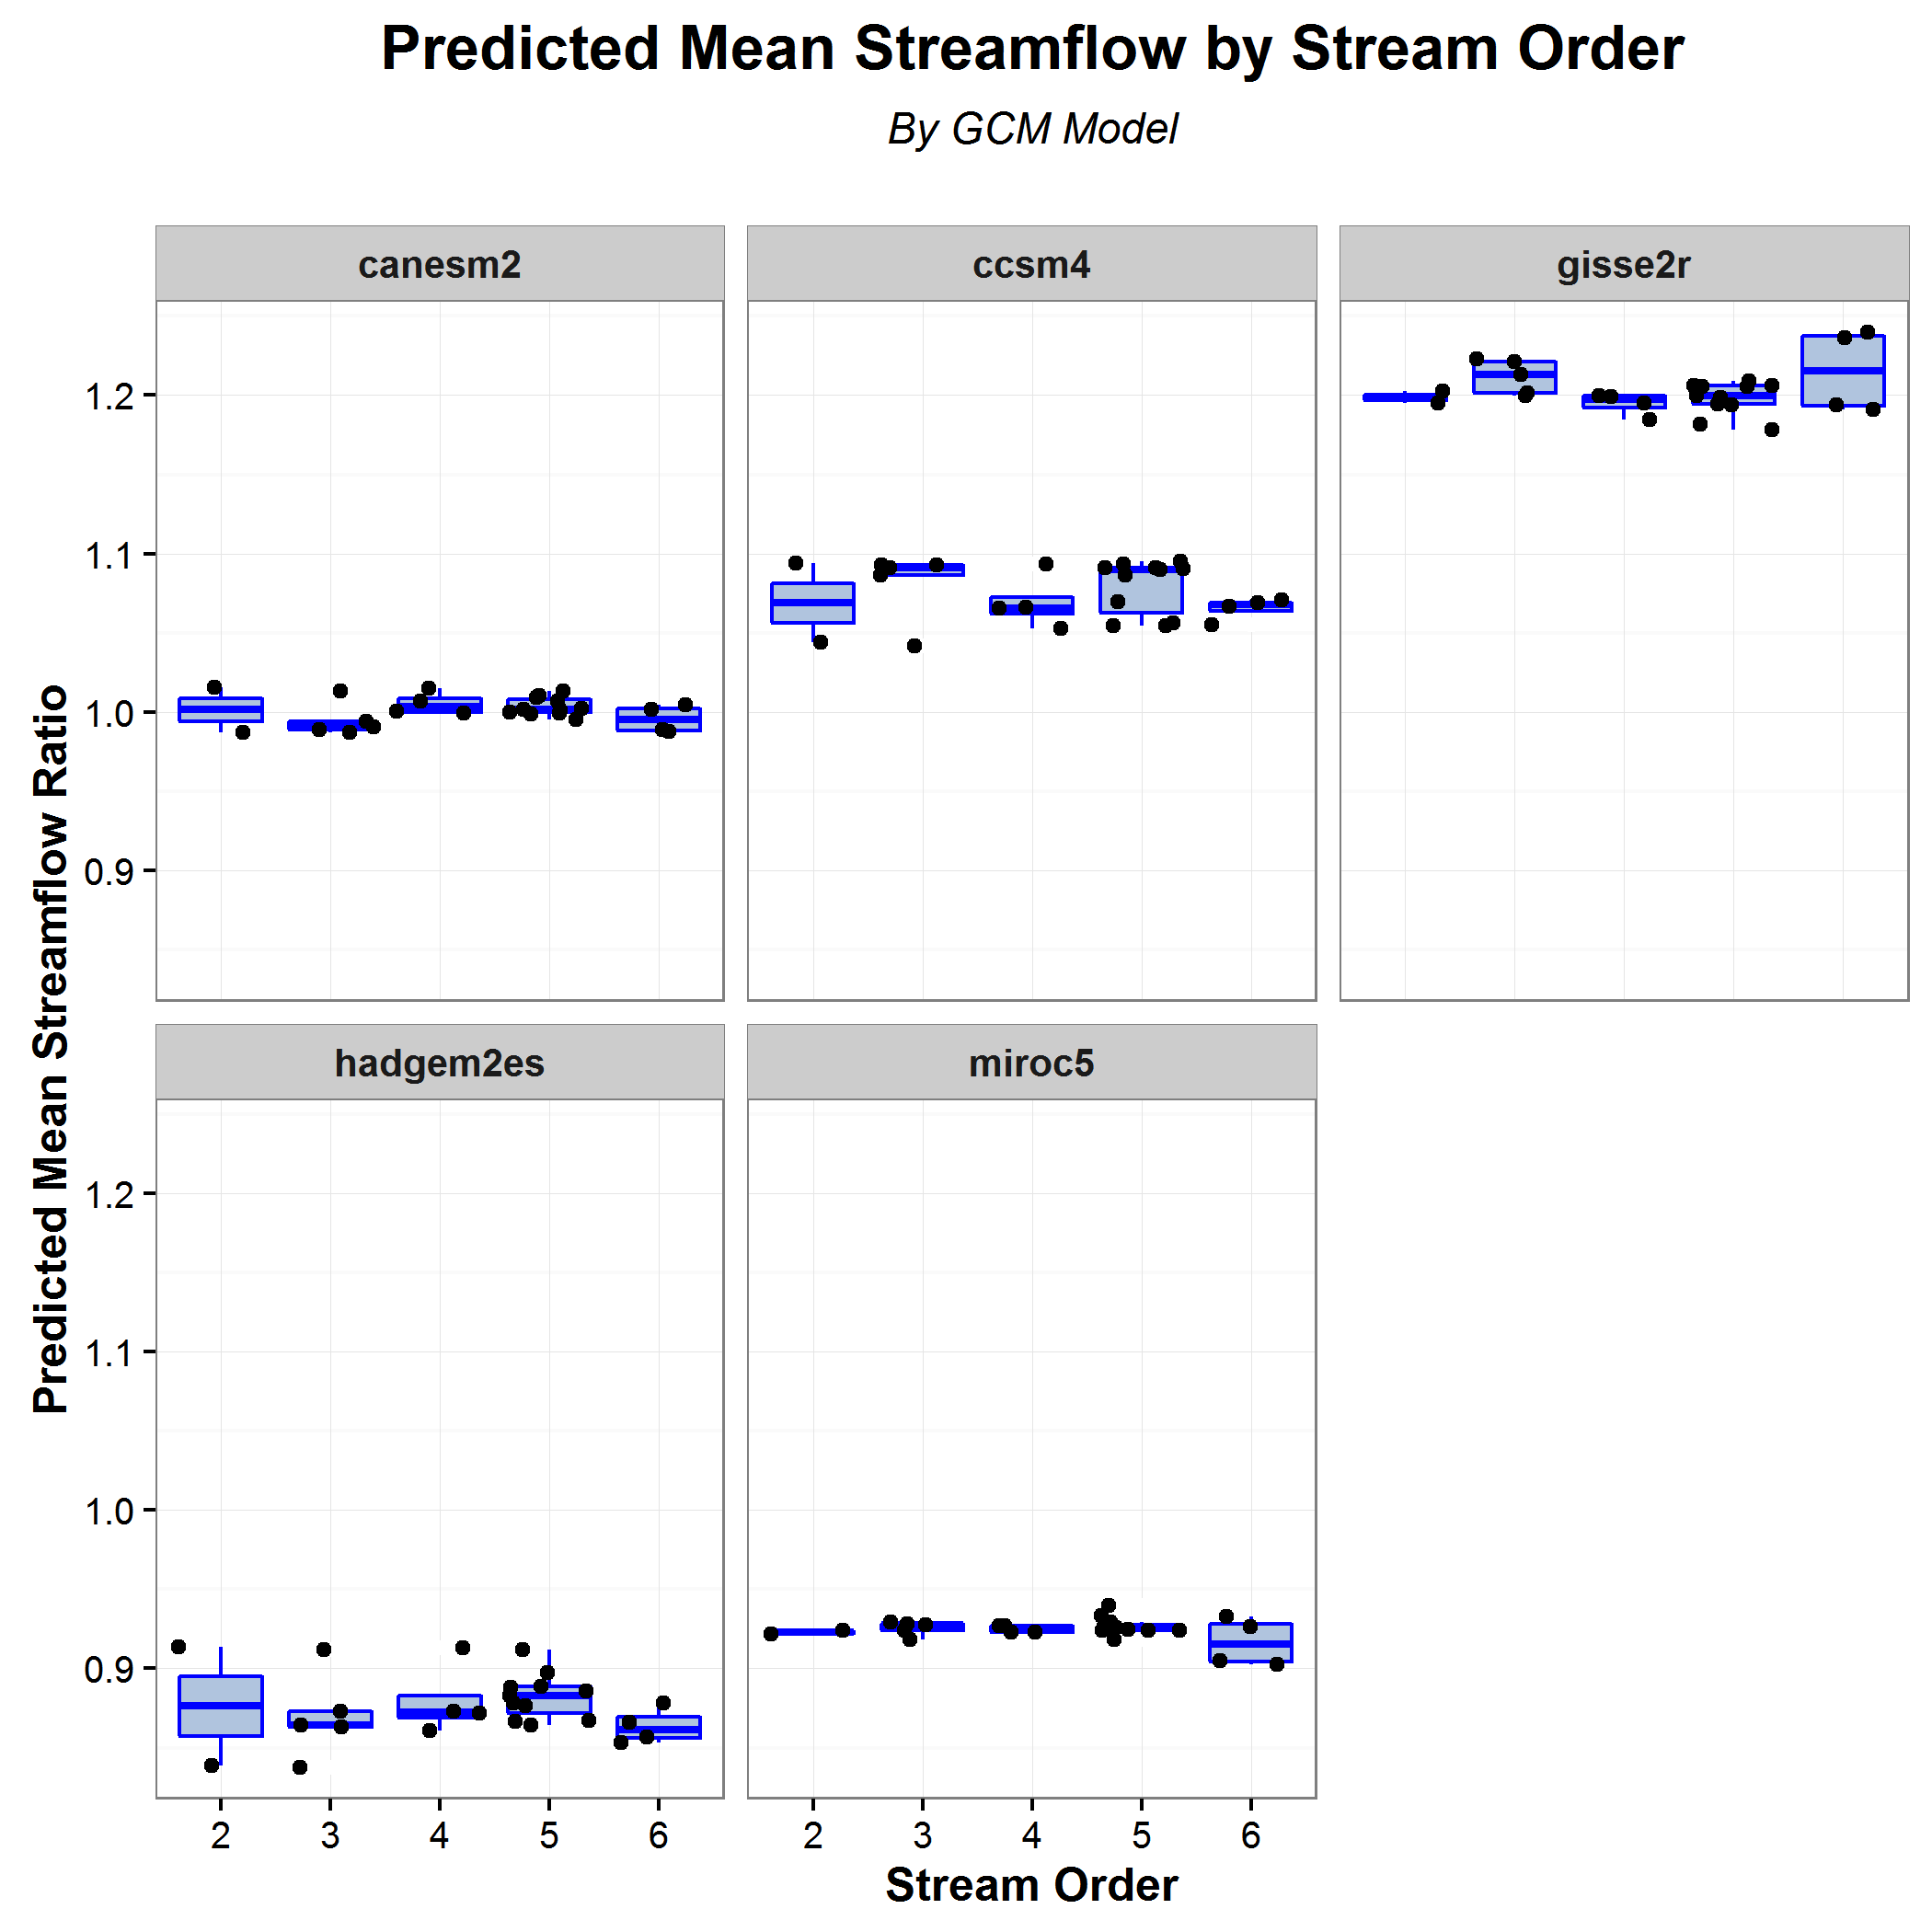 Predicted Mean Streamflow by Stream Order
By GCM Model
canesm2
ccsm4
gisse2r
1.2
1.1
1.0
0.9
Predicted Mean Streamflow Ratio
hadgem2es
miroc5
1.2
1.1
1.0
0.9
2 3 4 5 6
2 3 4 5 6
Stream Order